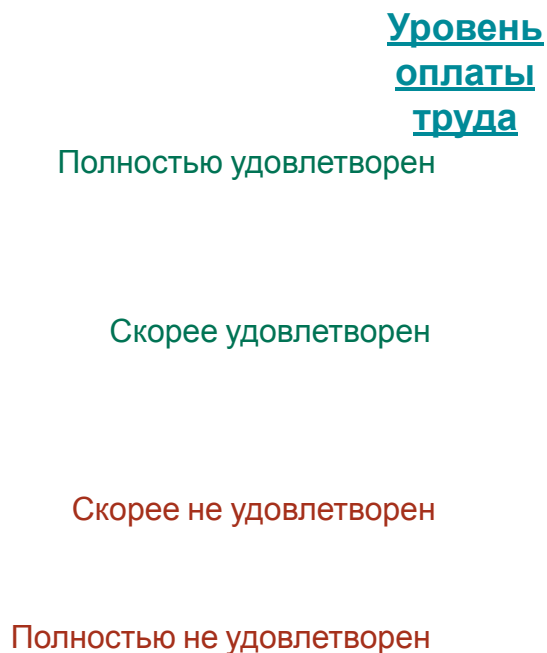 Уровень
оплаты
труда
Полностью удовлетворен
Скорее удовлетворен
Скорее не удовлетворен
Полностью не удовлетворен